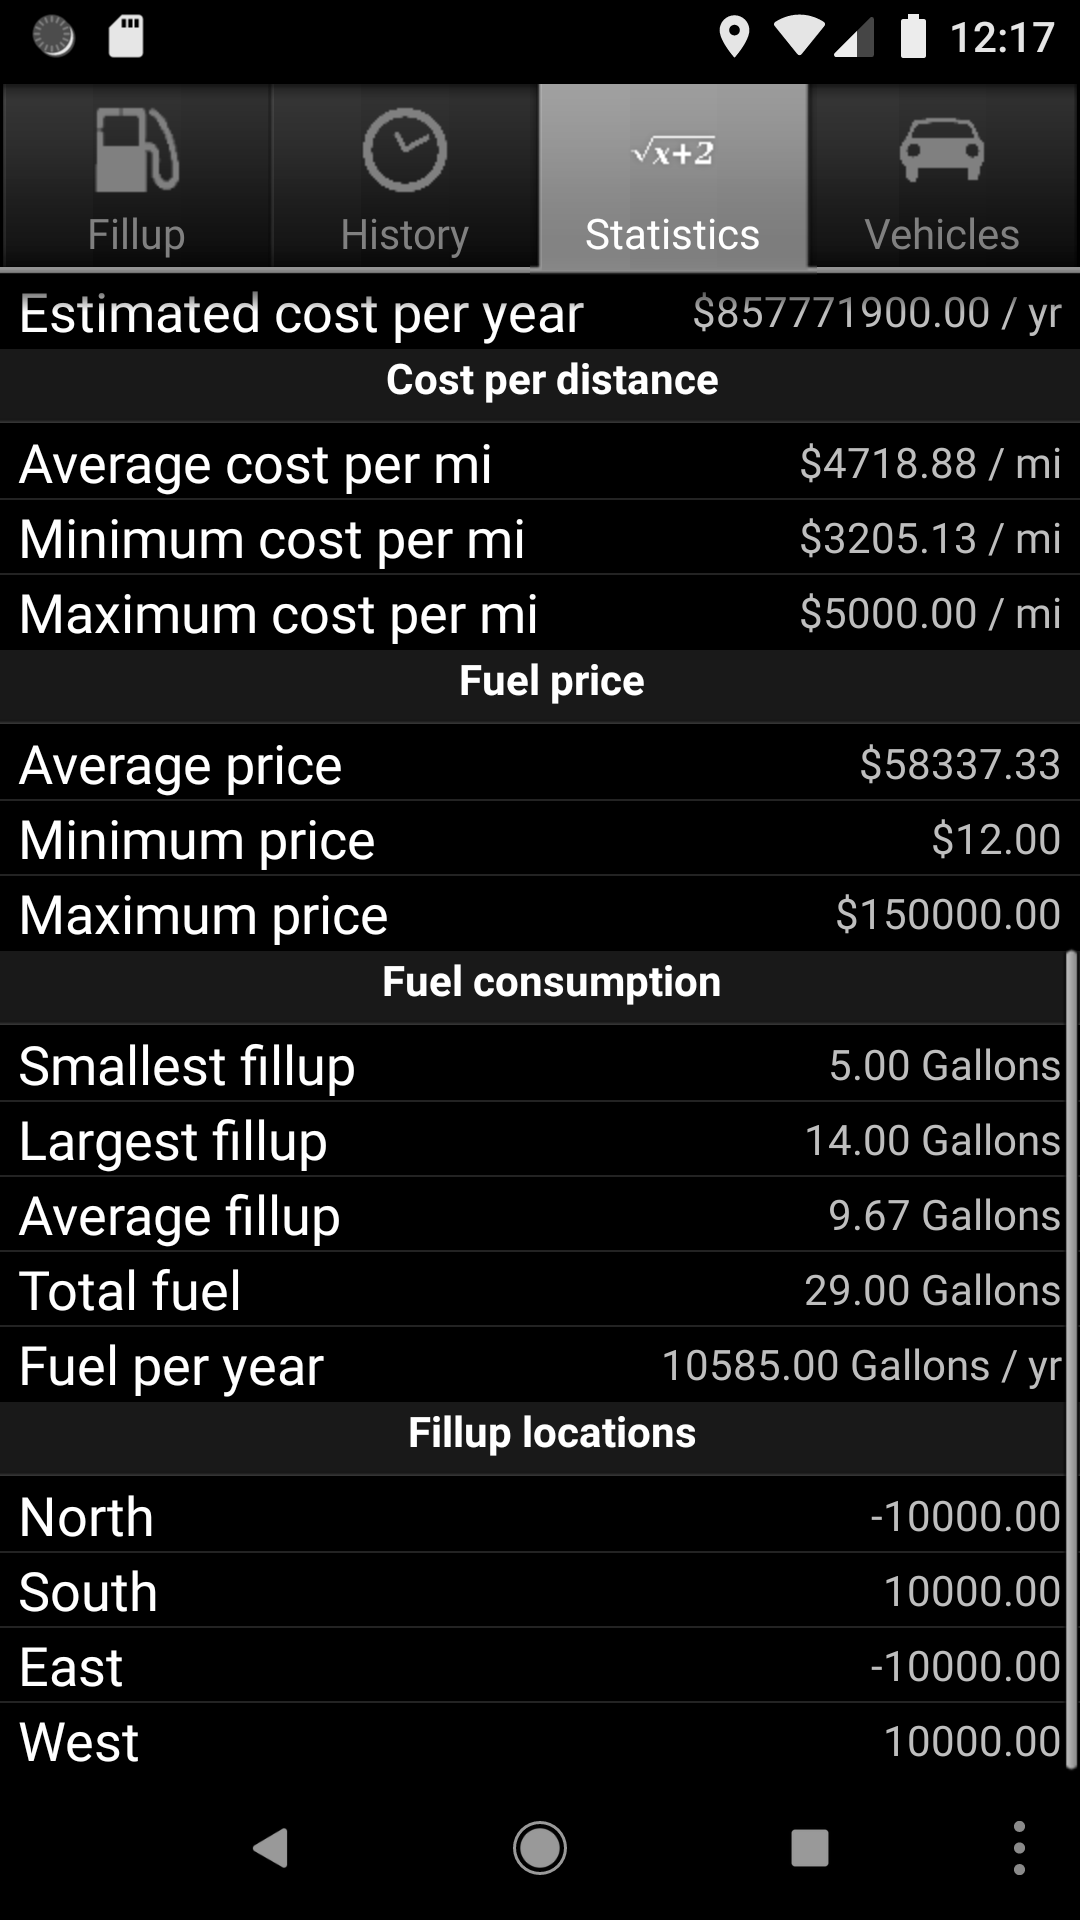 12:17
Fillup
History
√x+2
Statistics
Vehicles
Estimated cost per year $857771900.00 / yr
Cost per distance
Average cost per mi $4718.88 / mi
Minimum cost per mi $3205.13 / mi
Maximum cost per mi $5000.00 / mi
Fuel price
Average price $58337.33
Minimum price $12.00
Maximum price $150000.00
Fuel consumption
Smallest fillup 5.00 Gallons
Largest fillup 14.00 Gallons
Average fillup 9.67 Gallons
Total fuel 29.00 Gallons
Fuel per year 10585.00 Gallons / yr
Fillup locations
North -10000.00
South 10000.00
East -10000.00
West 10000.00